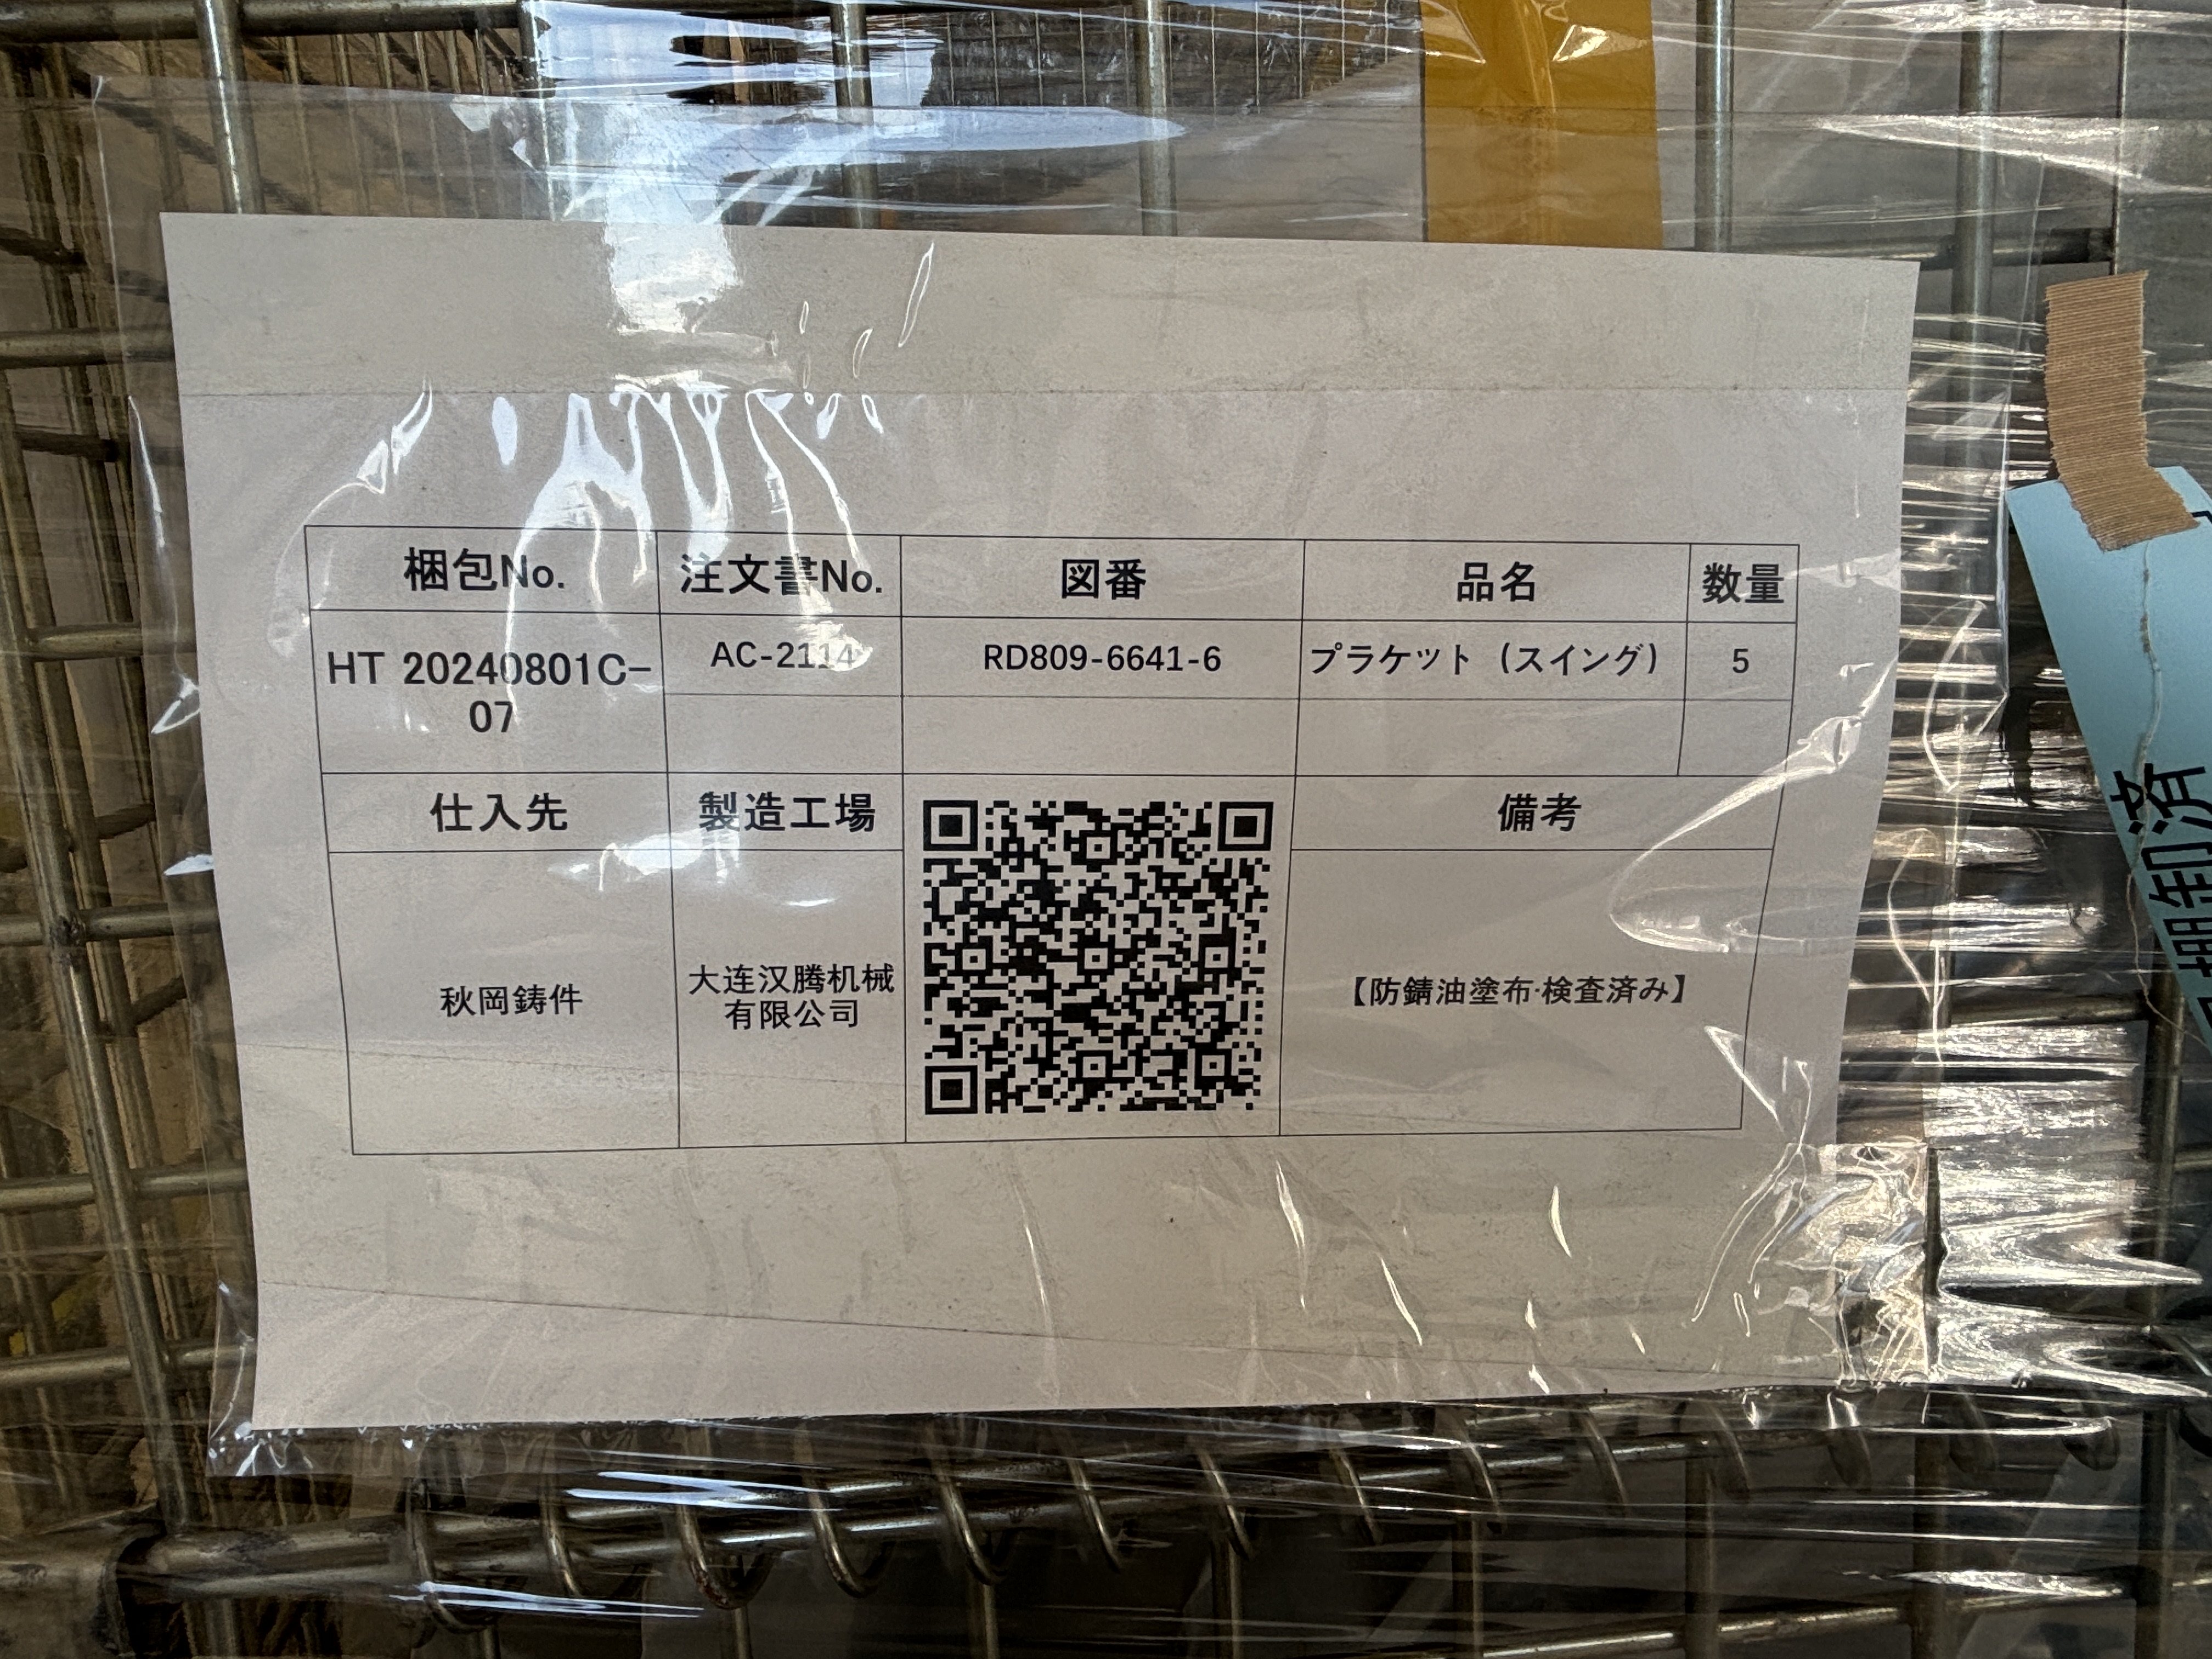 梱包No. 注文書No. 図番 品名 数量
HT 20240801C-
07
AC-2114 RD809-6641-6 ブラケット（スイング） 5
仕入先 製造工場 備考
秋岡鋳件
大连汉腾机械
有限公司
【防錆油塗布·検査済み】
棚卸済